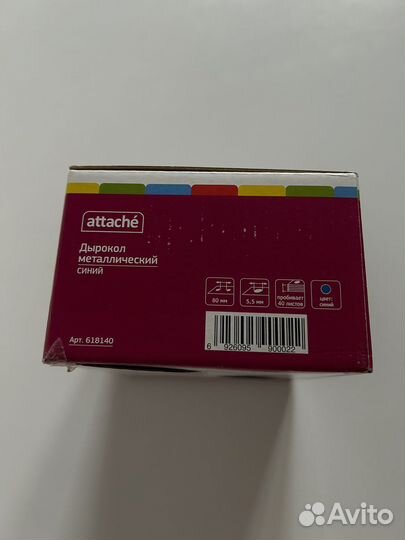 attaché
Дырокол
металлический
синий
80 мм
5,5 мм
пробивает
40 листов
цвет:
синий
Арт. 618140
6 926095 900022
Avito